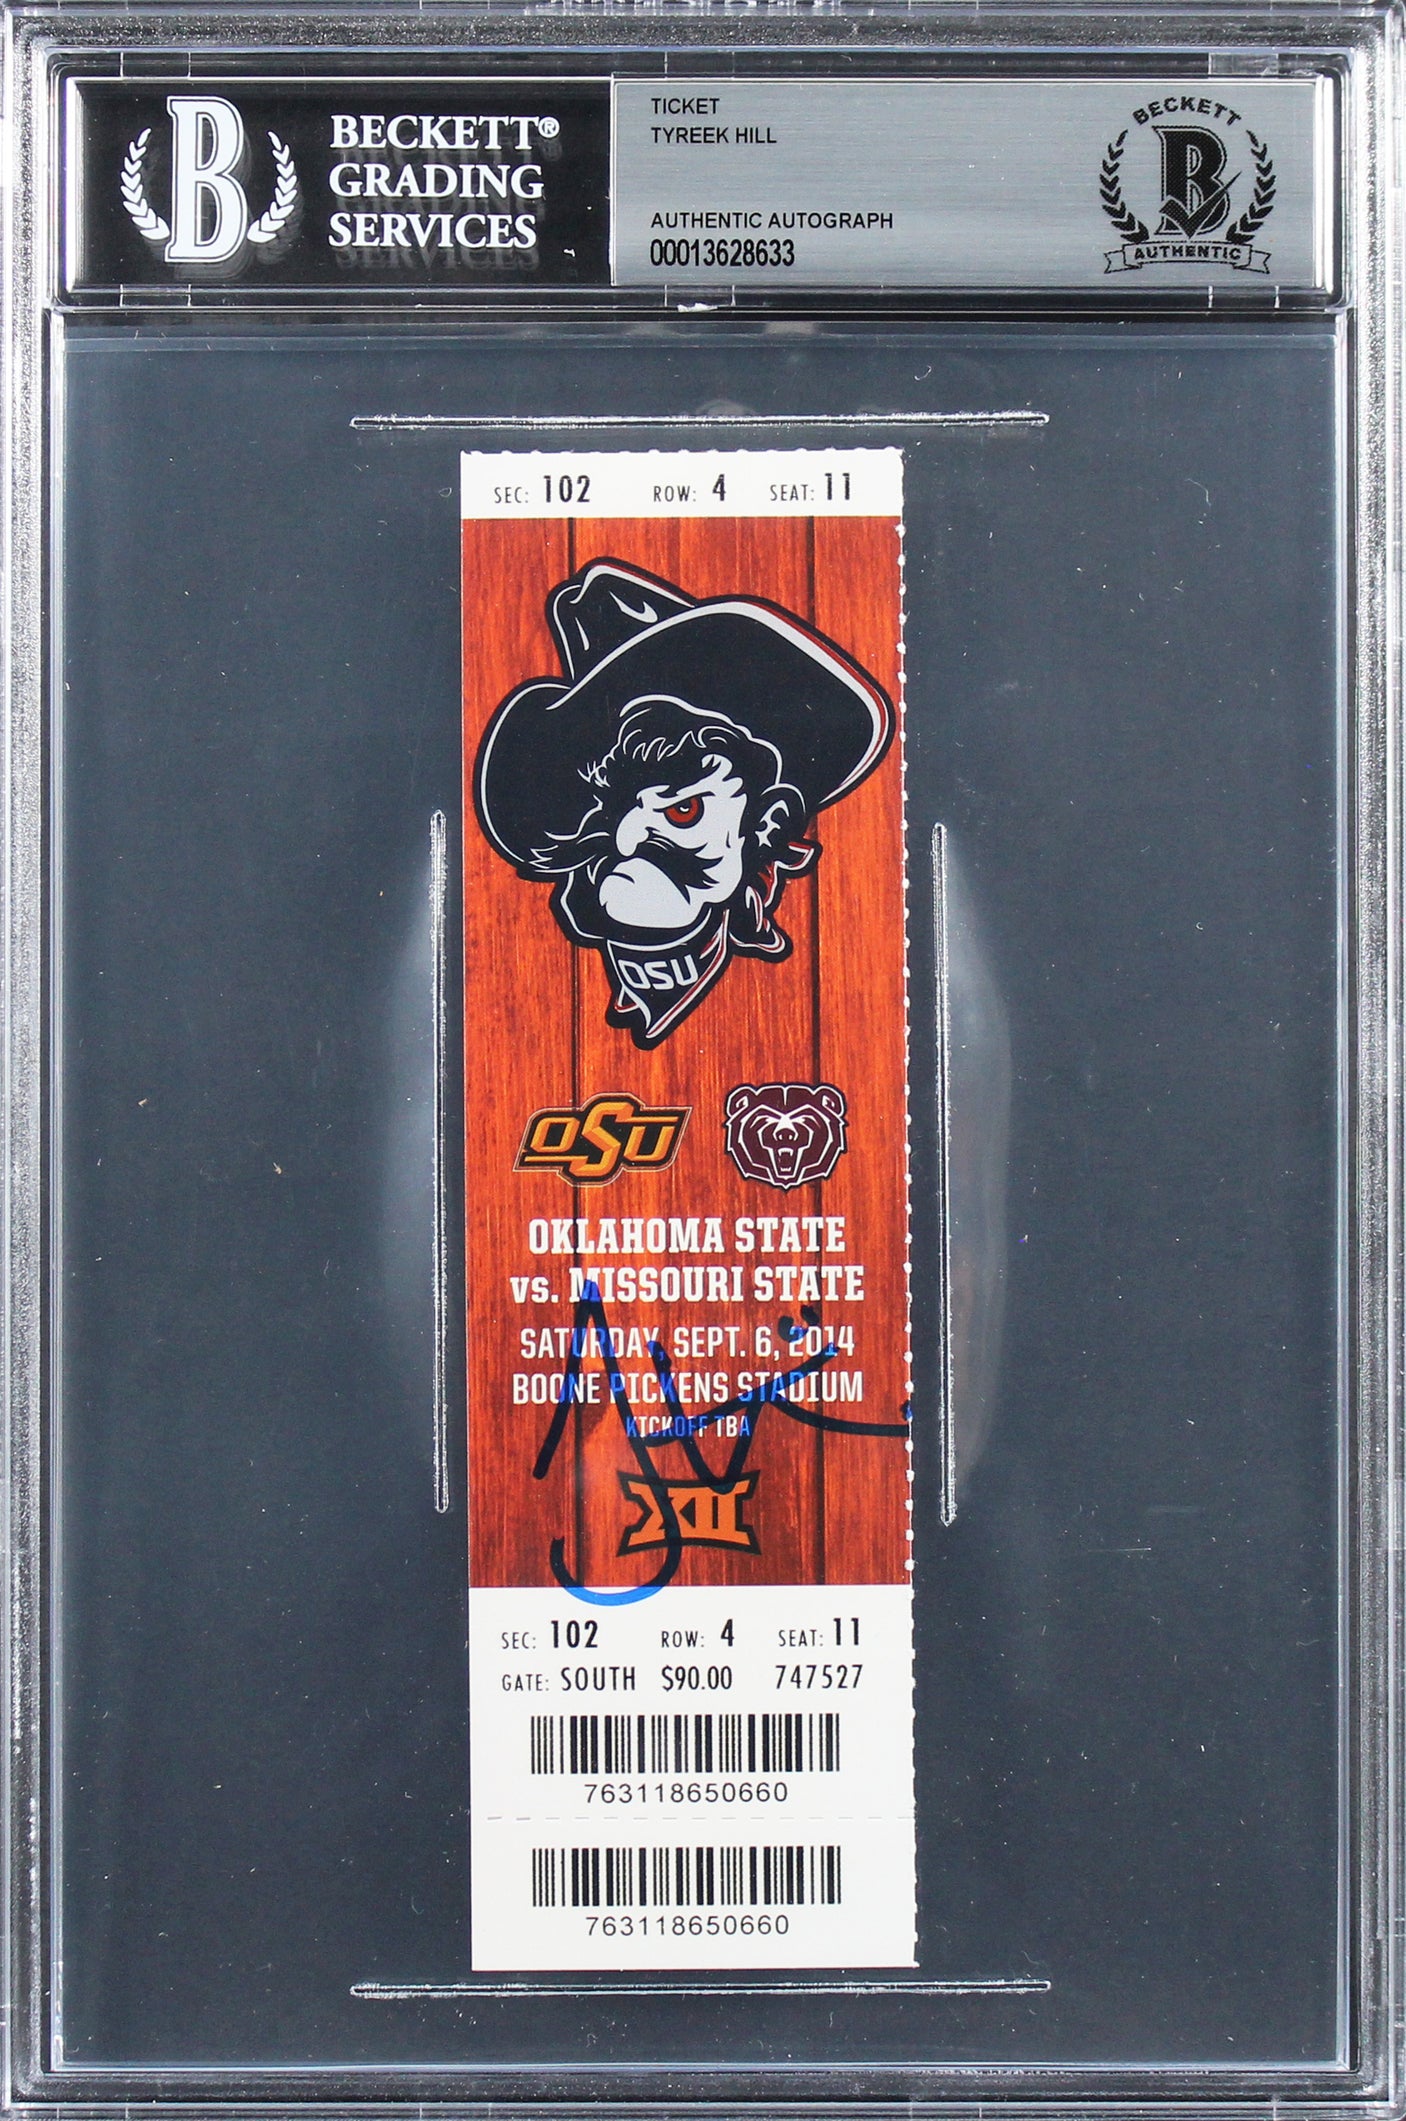 B
BECKETT®
GRADING
SERVICES
TICKET
TYREEK HILL
AUTHENTIC AUTOGRAPH
00013628633
BECKETT
B
AUTHENTIC
SEC: 102 ROW: 4 SEAT: 11
OSU
OSU
OKLAHOMA STATE
vs. MISSOURI STATE
SATURDAY, SEPT. 6, 2014
BOONE PICKENS STADIUM
KICKOFF TBA
XII
SEC: 102 ROW: 4 SEAT: 11
GATE: SOUTH $90.00 747527
763118650660
763118650660